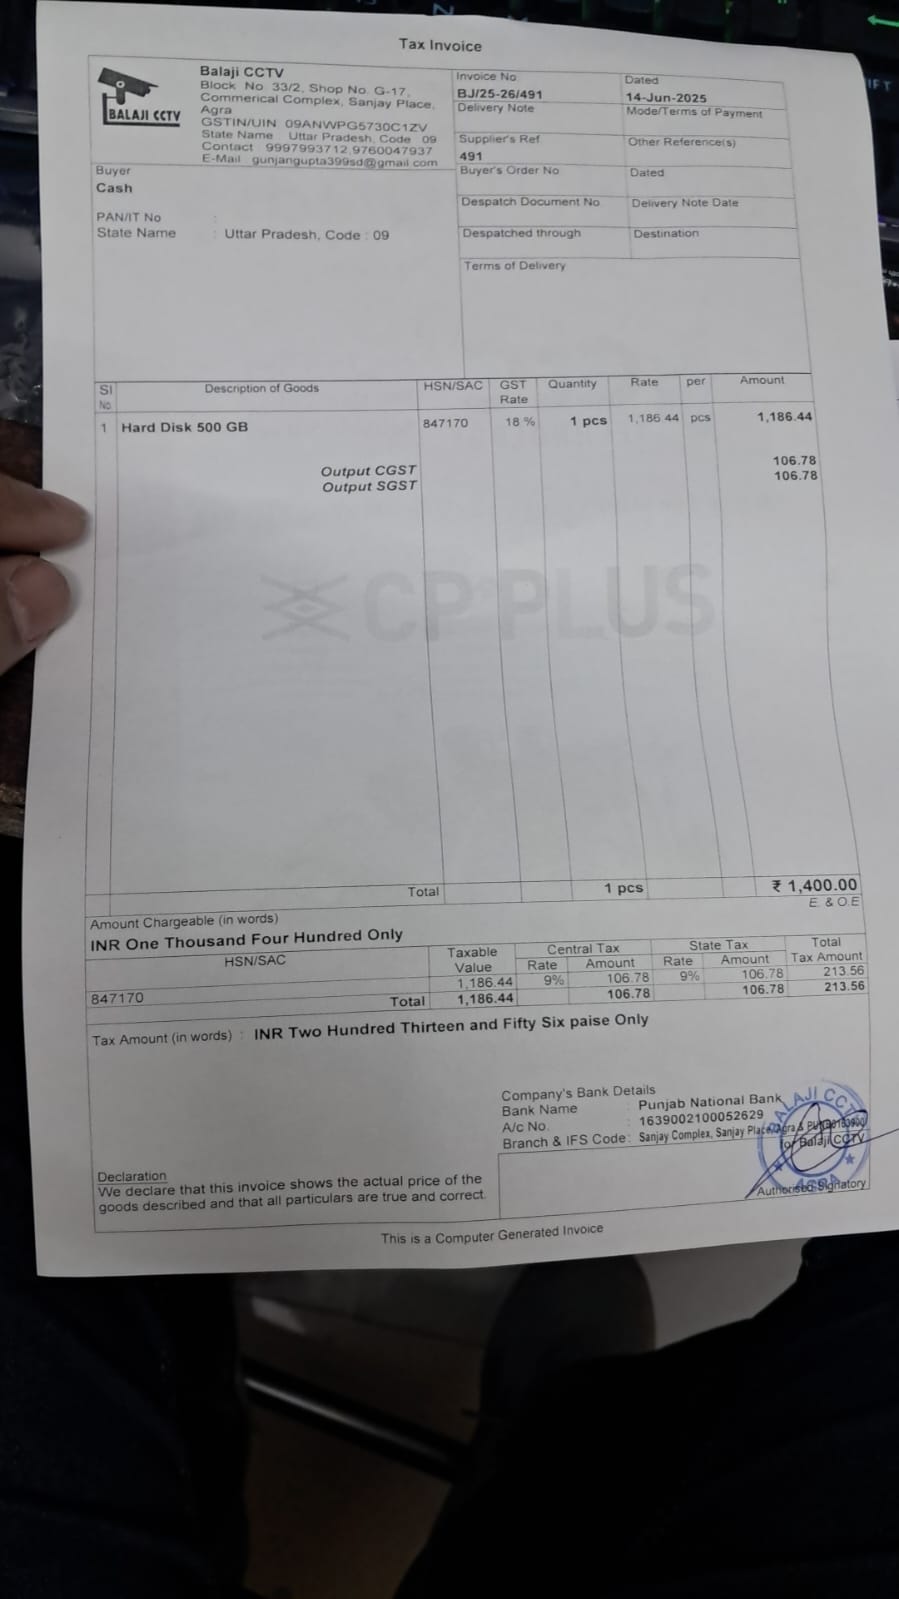 Tax Invoice
BALAJI CCTV
Balaji CCTV
Block No. 33/2, Shop No. G-17,
Commerical Complex, Sanjay Place,
Agra
GSTIN/UIN 09ANWPG5730C1ZV
State Name Uttar Pradesh, Code 09
Contact 9997993712,9760047937
E-Mail gunjangupta399sd@gmail.com
Invoice No
BJ/25-26/491
Dated
14-Jun-2025
Delivery Note
Mode/Terms of Payment
Supplier's Ref
491
Other Reference(s)
Buyer's Order No
Dated
Despatch Document No
Delivery Note Date
Despatched through
Destination
Terms of Delivery
Buyer
Cash
PAN/IT No :
State Name : Uttar Pradesh, Code : 09
Sl No Description of Goods HSN/SAC GST Rate Quantity Rate per Amount
1 Hard Disk 500 GB 847170 18 % 1 pcs 1,186.44 pcs 1,186.44
Output CGST 106.78
Output SGST 106.78
CP PLUS
Total 1 pcs ₹ 1,400.00
E. & O.E
Amount Chargeable (in words)
INR One Thousand Four Hundred Only
HSN/SAC Taxable Value Central Tax State Tax Total Tax Amount
Rate Amount Rate Amount
847170 1,186.44 9% 106.78 9% 106.78 213.56
Total 1,186.44 106.78 106.78 213.56
Tax Amount (in words) : INR Two Hundred Thirteen and Fifty Six paise Only
Company's Bank Details
Bank Name : Punjab National Bank
A/c No. : 1639002100052629
Branch & IFS Code : Sanjay Complex, Sanjay Place, Agra &
for Balaji CCTV
BALAJI CCTV
AGRA
Authorised Signatory
Declaration
We declare that this invoice shows the actual price of the
goods described and that all particulars are true and correct.
This is a Computer Generated Invoice